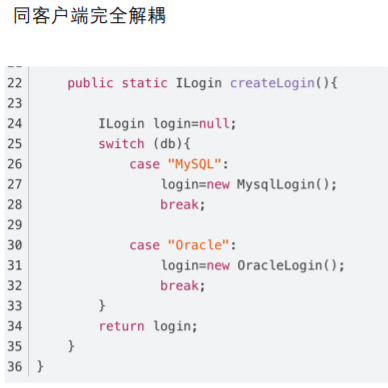 同客户端完全解耦
22 public static ILogin createLogin(){
23
24 ILogin login=null;
25 switch (db){
26 case "MySQL":
27 login=new MysqlLogin();
28 break;
29
30 case "Oracle":
31 login=new OracleLogin();
32 break;
33 }
34 return login;
35 }
36 }